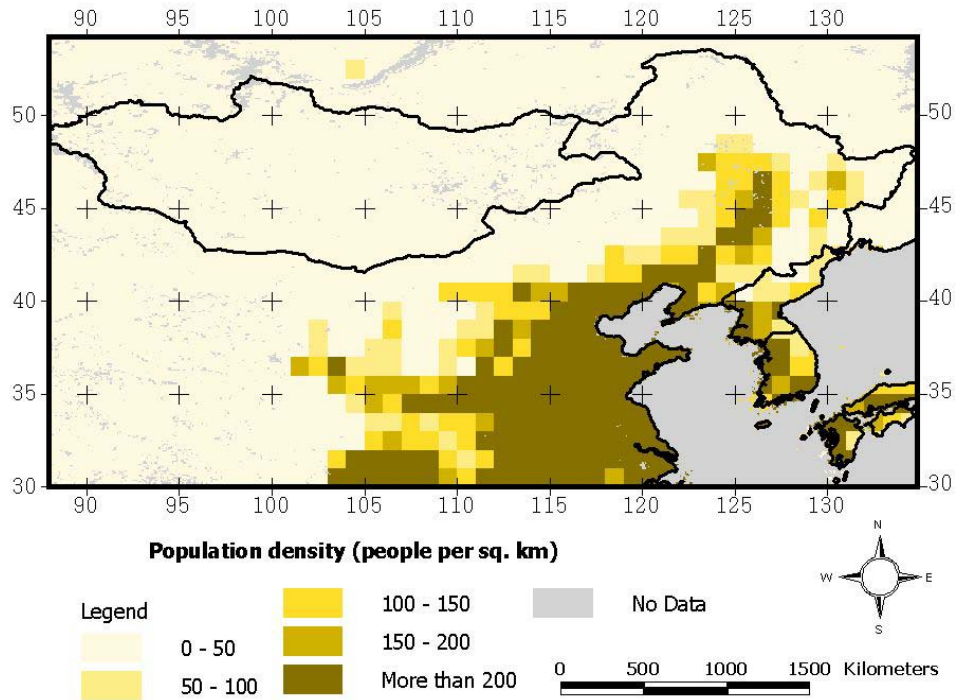 90 95 100 105 110 115 120 125 130
50 50
45 45
40 40
35 35
30 30
90 95 100 105 110 115 120 125 130
Population density (people per sq. km)
N
W E
S
Legend
0 - 50
50 - 100
100 - 150
150 - 200
More than 200
No Data
0 500 1000 1500 Kilometers